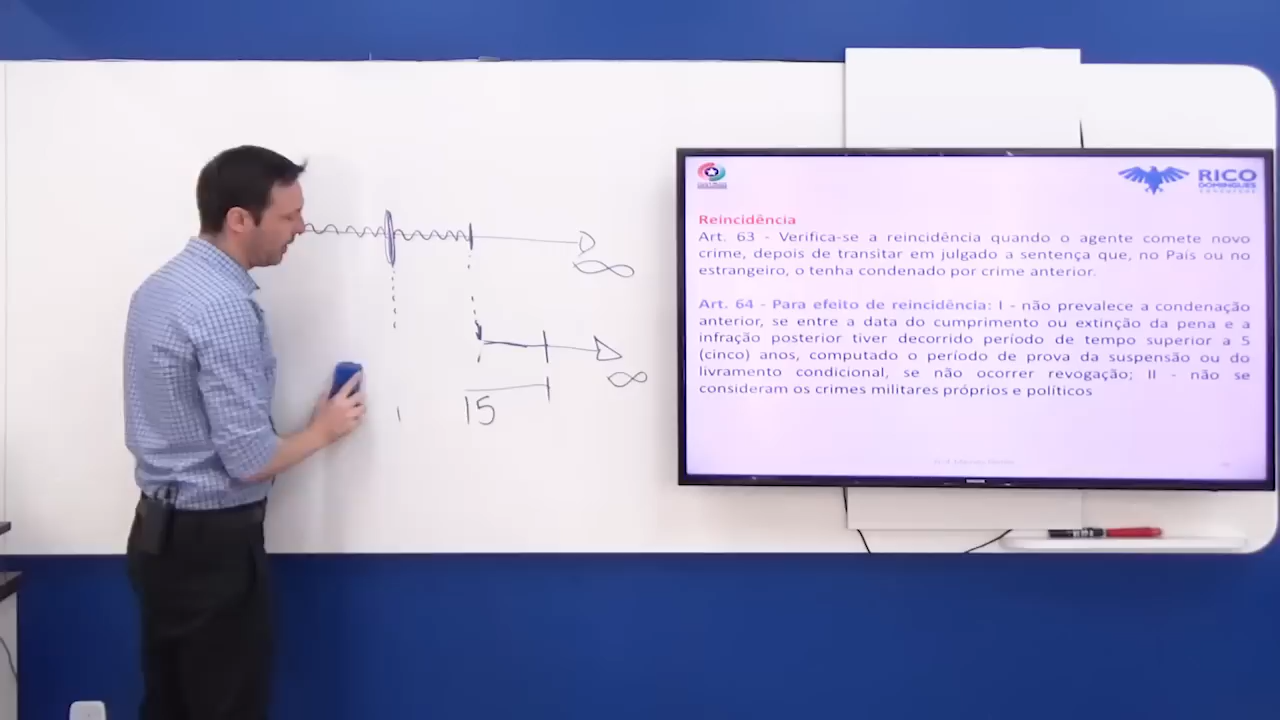 RICO
DOMINGUES
Reincidência
Art. 63 - Verifica-se a reincidência quando o agente comete novo
crime, depois de transitar em julgado a sentença que, no País ou no
estrangeiro, o tenha condenado por crime anterior.
Art. 64 - Para efeito de reincidência: I - não prevalece a condenação
anterior, se entre a data do cumprimento ou extinção da pena e a
infração posterior tiver decorrido período de tempo superior a 5
(cinco) anos, computado o período de prova da suspensão ou do
livramento condicional, se não ocorrer revogação; II - não se
consideram os crimes militares próprios e políticos
∞
∞
15